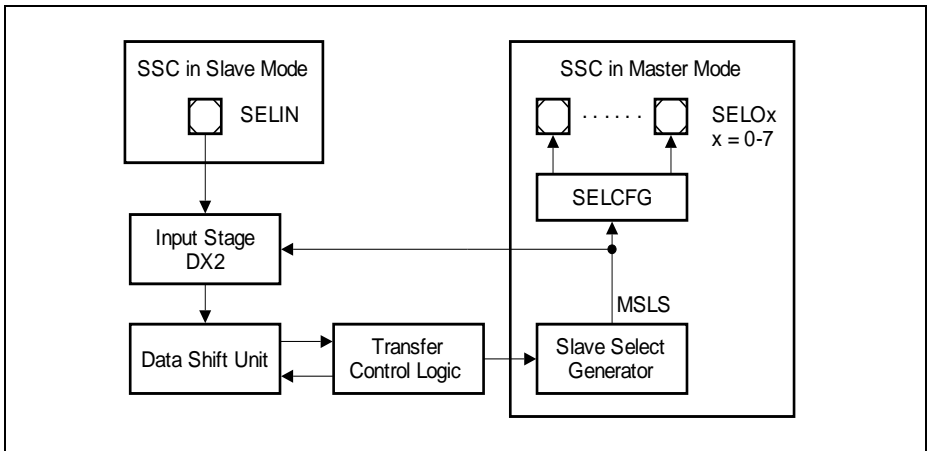 SSC in Slave Mode
SELIN
SSC in Master Mode
. . . . . .
SELOx
x = 0-7
SELCFG
Input Stage
DX2
MSLS
Data Shift Unit
Transfer
Control Logic
Slave Select
Generator